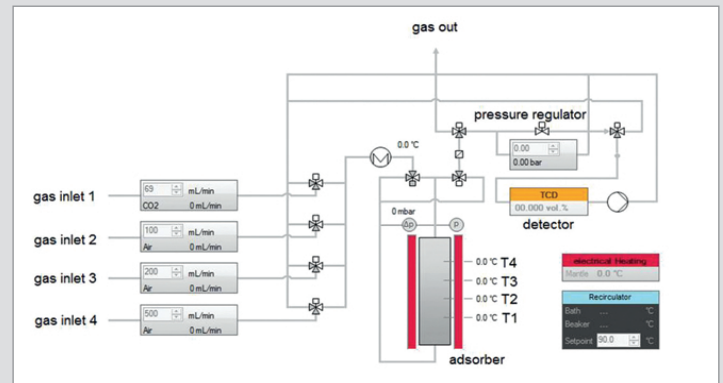 gas out
pressure regulator
0.0 °C
0.00
0.00 bar
gas inlet 1
69
mL/min
CO2
0 mL/min
TCD
00.000 vol. %
detector
gas inlet 2
100
mL/min
Air
0 mL/min
0 mbar
Δp
p
gas inlet 3
200
mL/min
Air
0 mL/min
0.0 °C T4
0.0 °C T3
0.0 °C T2
0.0 °C T1
electrical Heating
Mantle 0.0 °C
gas inlet 4
500
mL/min
Air
0 mL/min
Recirculator
Bath .... °C
Beaker .... °C
Setpoint 90.0 °C
adsorber